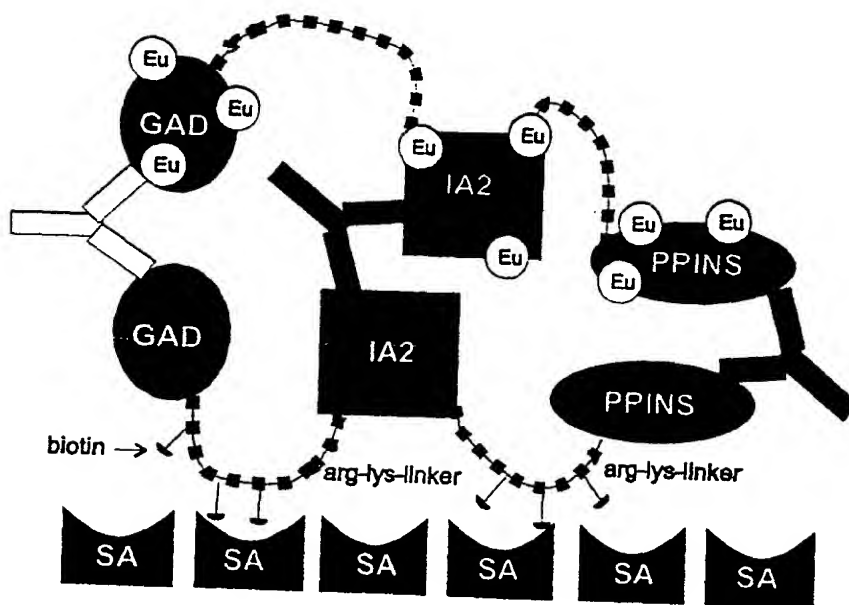 Eu
GAD
Eu
Eu
Eu
Eu
IA2
Eu
Eu
Eu
Eu
PPINS
GAD
IA2
PPINS
biotin →
arg-lys-linker
arg-lys-linker
SA
SA
SA
SA
SA
SA